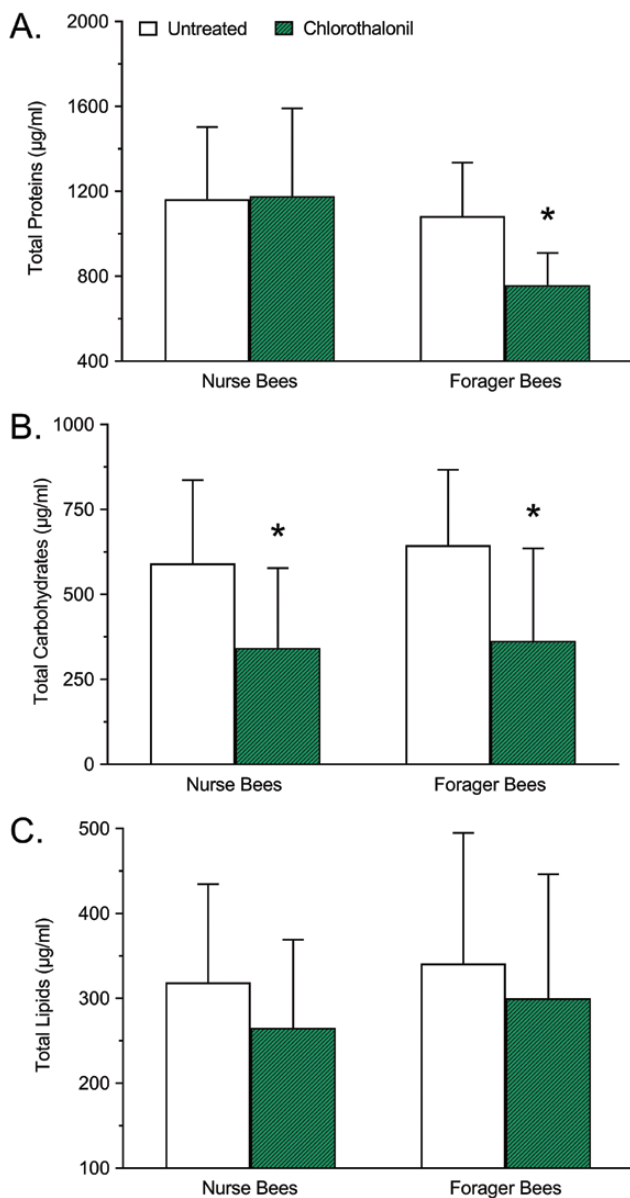 A.
Untreated Chlorothalonil
Total Proteins (µg/ml)
2000
1600
1200
800
400
*
Nurse Bees Forager Bees
B.
Total Carbohydrates (µg/ml)
1000
750
500
250
0
* *
Nurse Bees Forager Bees
C.
Total Lipids (µg/ml)
500
400
300
200
100
Nurse Bees Forager Bees